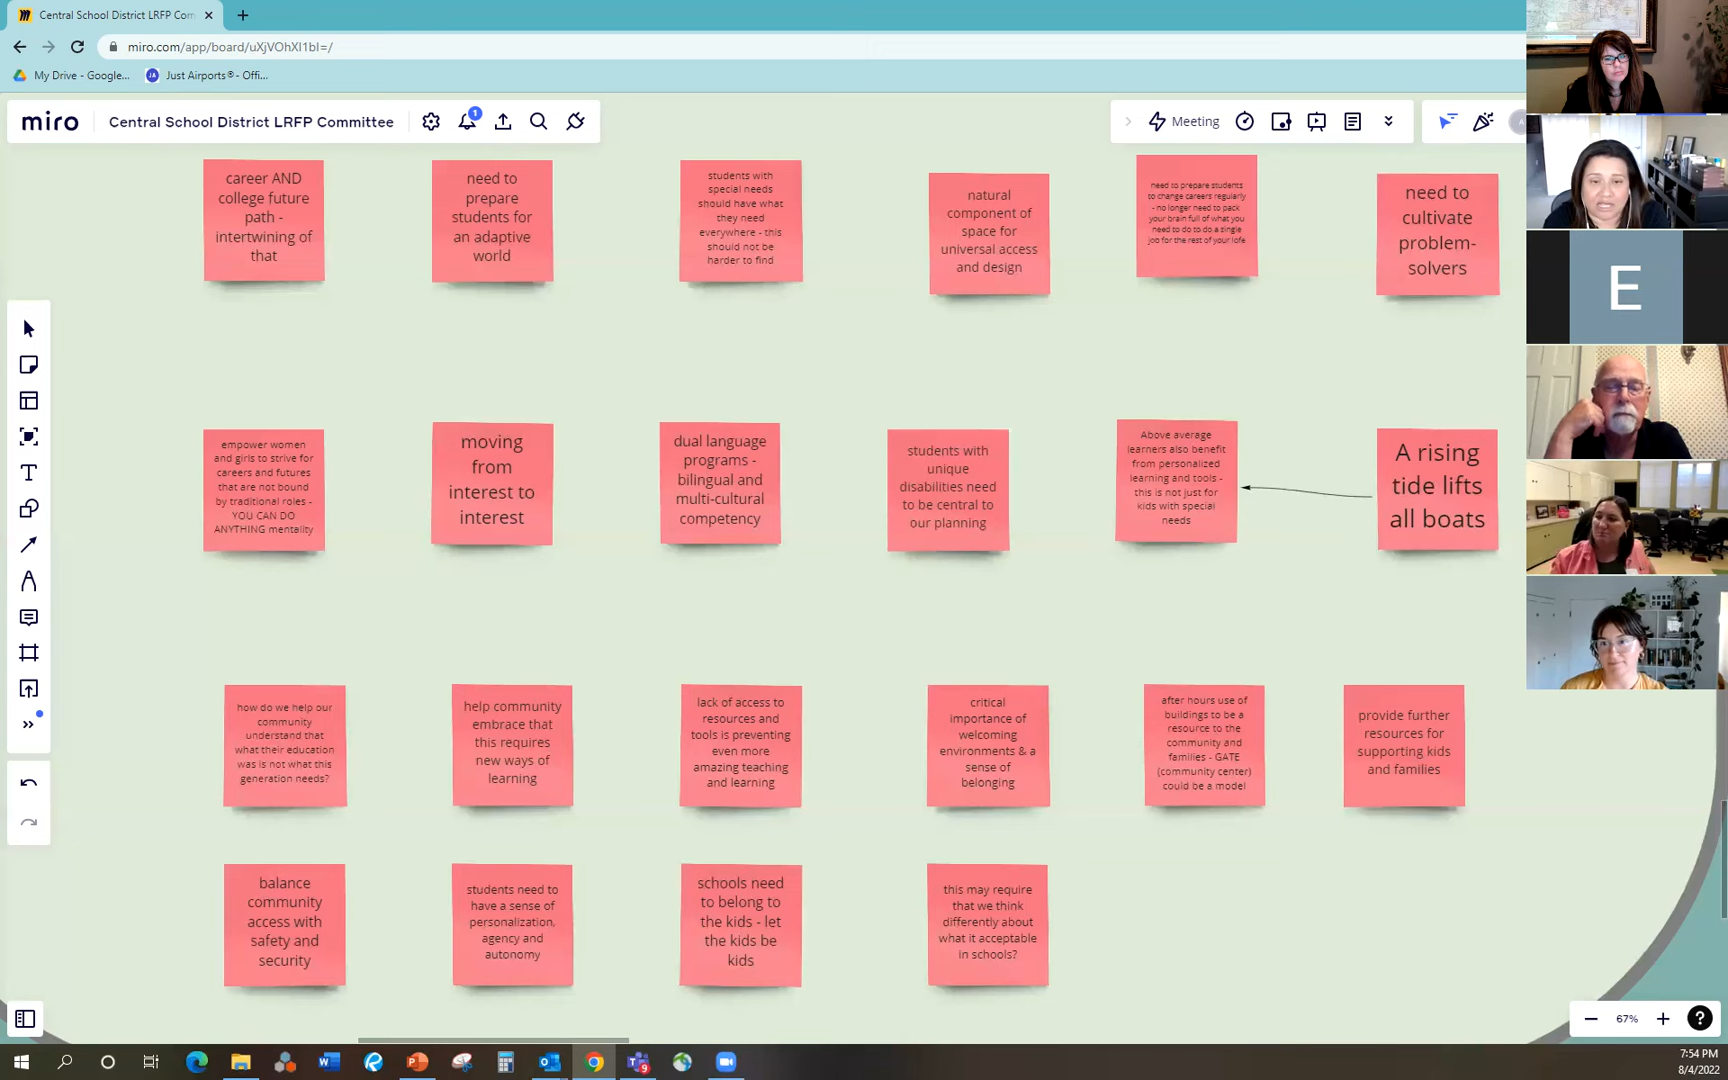 Central School District LRFP Com
miro.com/app/board/uXjVOhXI1bI=/
My Drive - Google...
JA
Just Airports® - Offi...
miro
Central School District LRFP Committee
1
Meeting
career AND
college future
path -
intertwining of
that
need to
prepare
students for
an adaptive
world
students with
special needs
should have what
they need
everywhere - this
should not be
harder to find
natural
component of
space for
universal access
and design
need to prepare students
to change careers regularly
- no longer need to pack
your brain full of what you
need to do to do a single
job for the rest of your lofe
need to
cultivate
problem-
solvers
empower women
and girls to strive for
careers and futures
that are not bound
by traditional roles -
YOU CAN DO
ANYTHING mentality
moving
from
interest to
interest
dual language
programs -
bilingual and
multi-cultural
competency
students with
unique
disabilities need
to be central to
our planning
Above average
learners also benefit
from personalized
learning and tools -
this is not just for
kids with special
needs
A rising
tide lifts
all boats
how do we help our
community
understand that
what their education
was is not what this
generation needs?
help community
embrace that
this requires
new ways of
learning
lack of access to
resources and
tools is preventing
even more
amazing teaching
and learning
critical
importance of
welcoming
environments & a
sense of
belonging
after hours use of
buildings to be a
resource to the
community and
families - GATE
(community center)
could be a model
provide further
resources for
supporting kids
and families
balance
community
access with
safety and
security
students need to
have a sense of
personalization,
agency and
autonomy
schools need
to belong to
the kids - let
the kids be
kids
this may require
that we think
differently about
what it acceptable
in schools?
E
67%
7:54 PM
8/4/2022